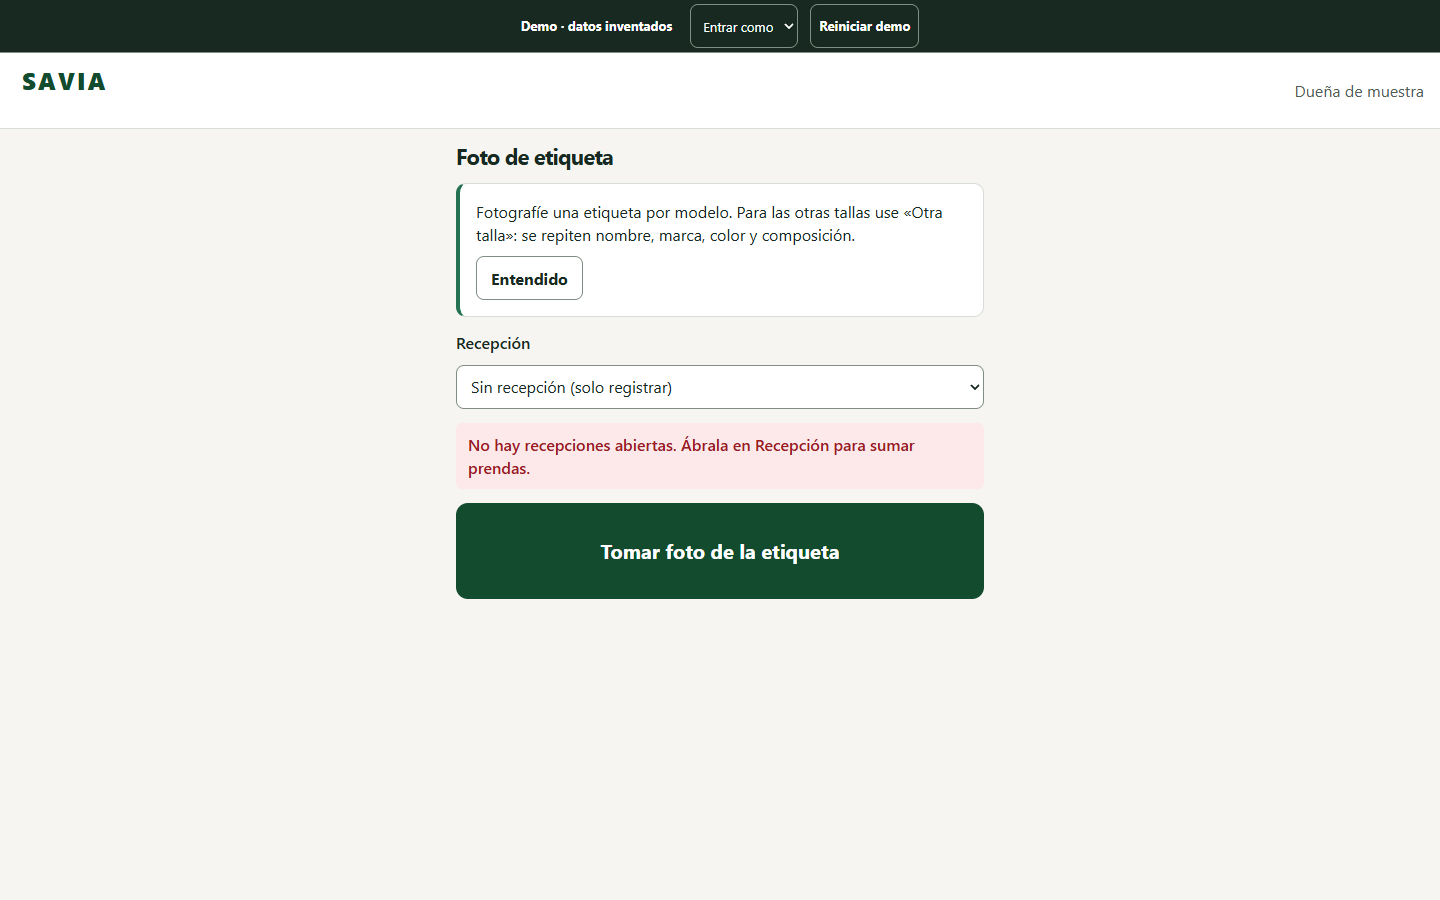 Demo · datos inventados
Entrar como
Reiniciar demo
SAVIA
Dueña de muestra
Foto de etiqueta
Fotografíe una etiqueta por modelo. Para las otras tallas use «Otra
talla»: se repiten nombre, marca, color y composición.
Entendido
Recepción
Sin recepción (solo registrar)
No hay recepciones abiertas. Ábrala en Recepción para sumar
prendas.
Tomar foto de la etiqueta